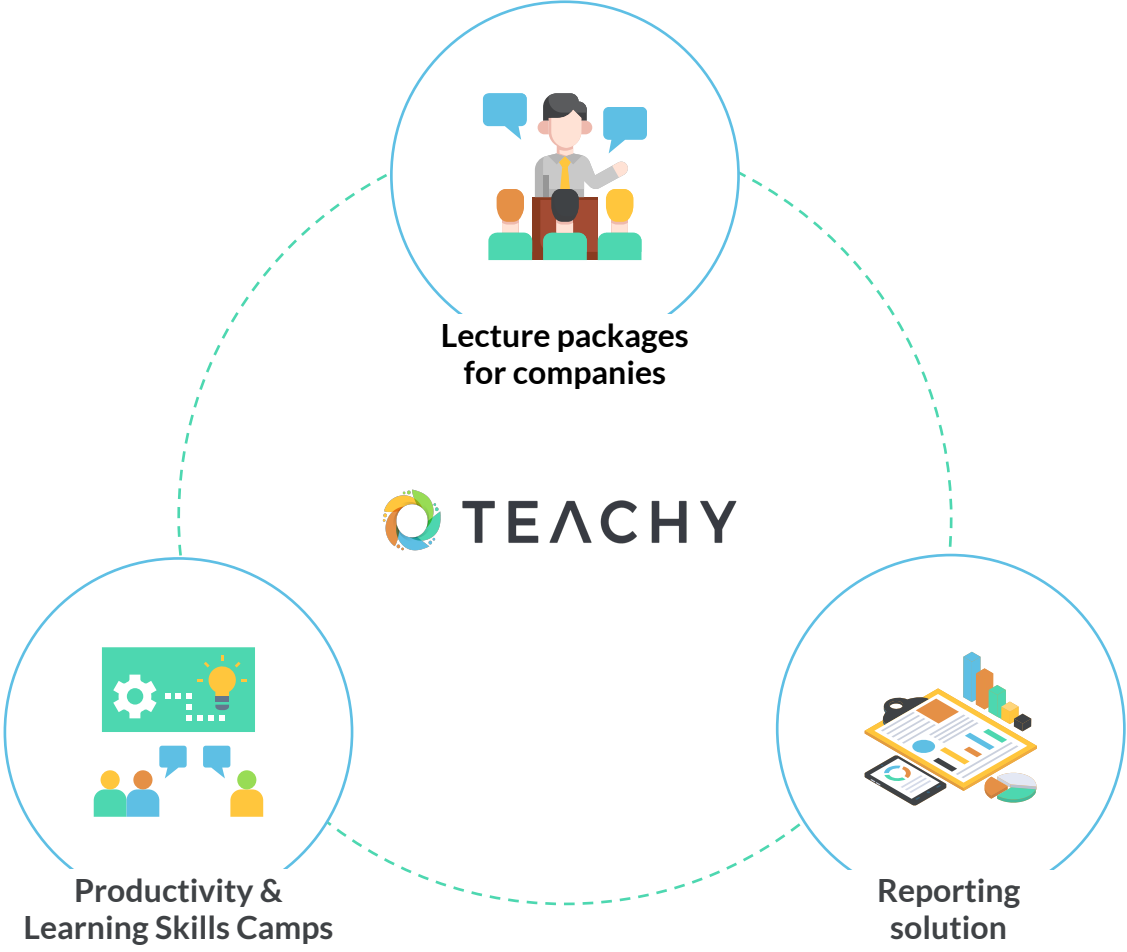 Lecture packages
for companies
TEACHY
Productivity &
Learning Skills Camps
Reporting
solution